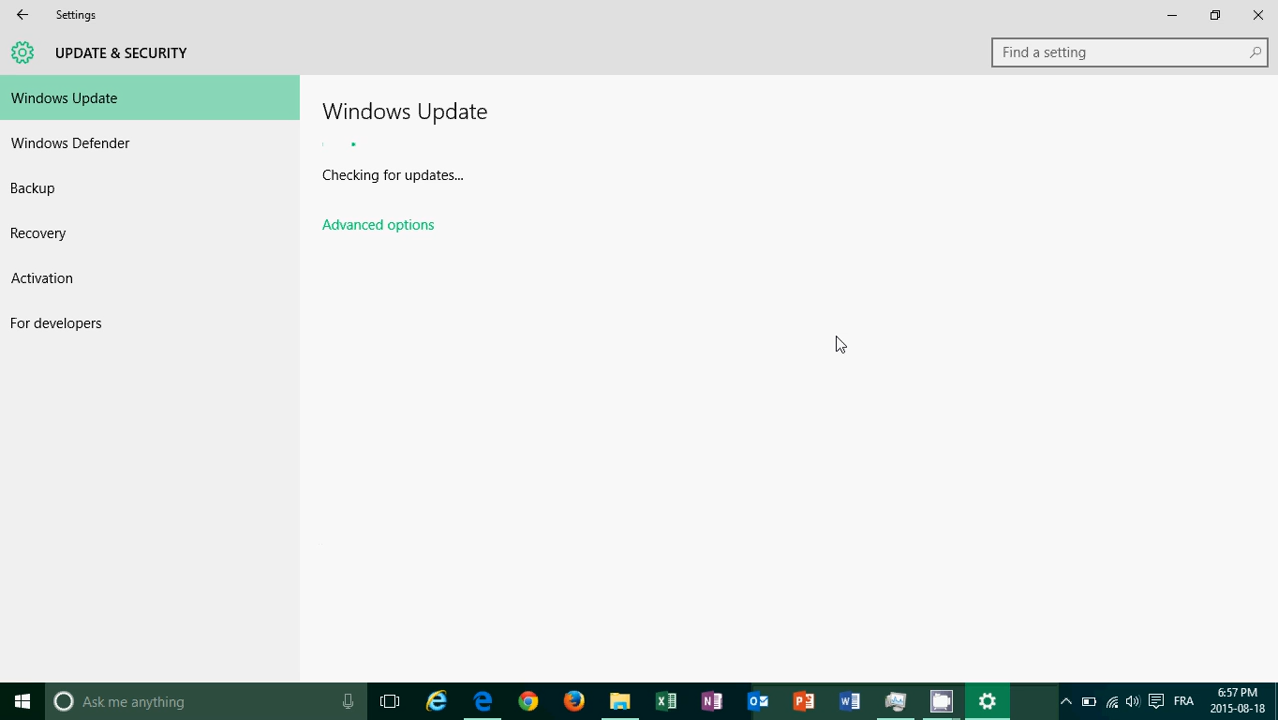 Settings
UPDATE & SECURITY
Find a setting
Windows Update
Windows Defender
Backup
Recovery
Activation
For developers
Windows Update
Checking for updates...
Advanced options
Ask me anything
FRA
6:57 PM
2015-08-18